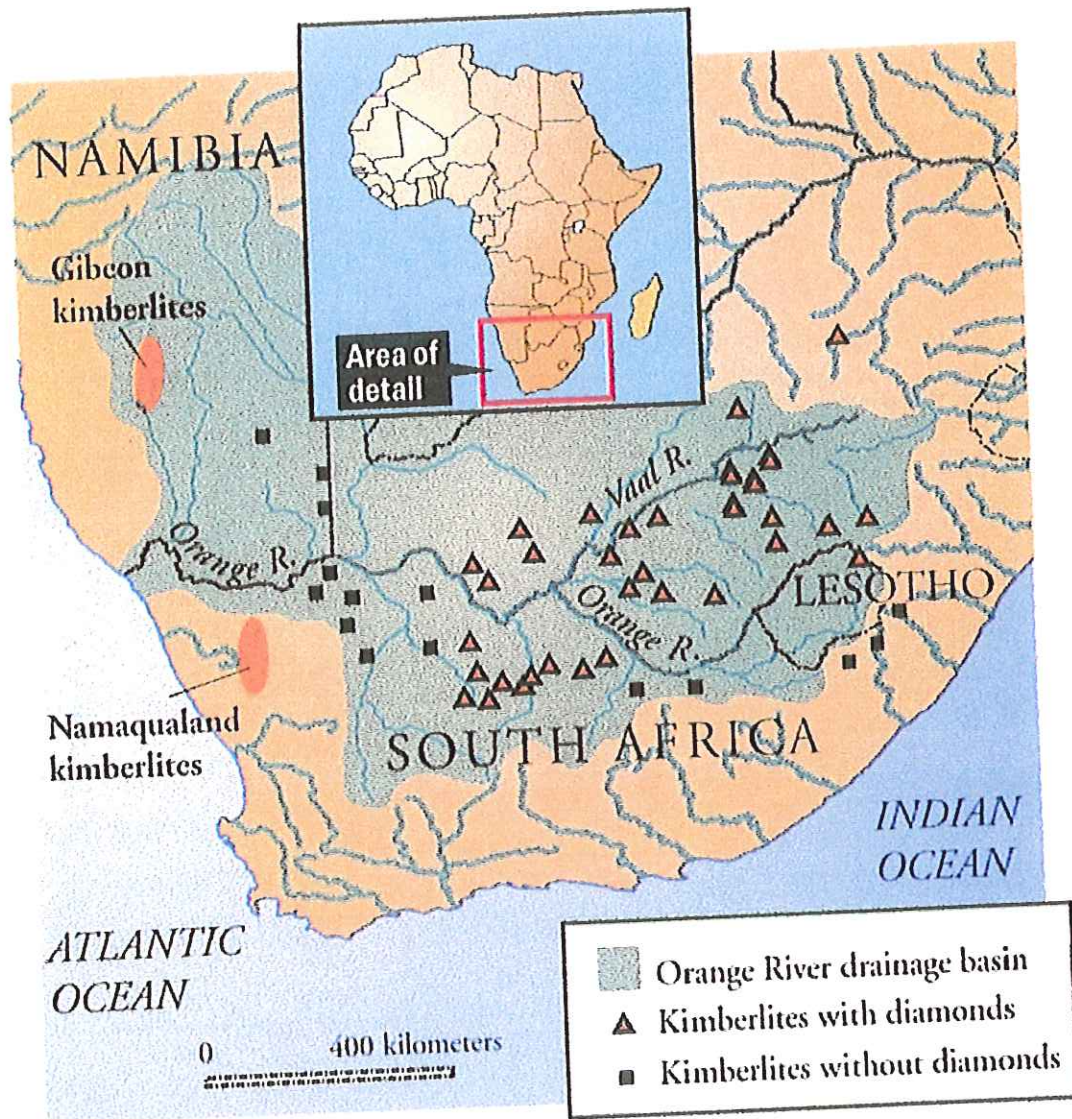 NAMIBIA
Gibeon
kimberlites
Area of
detail
Vaal R.
Orange R.
Orange R.
LESOTHO
Namaqualand
kimberlites
SOUTH AFRICA
INDIAN
OCEAN
ATLANTIC
OCEAN
0 400 kilometers
Orange River drainage basin
Kimberlites with diamonds
Kimberlites without diamonds